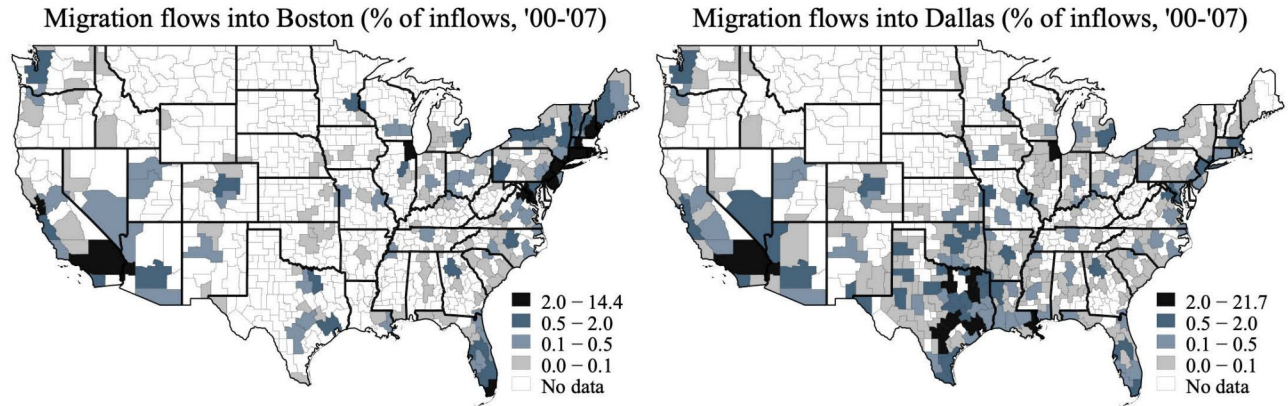 Migration flows into Boston (% of inflows, '00-'07)
2.0 – 14.4
0.5 – 2.0
0.1 – 0.5
0.0 – 0.1
No data
Migration flows into Dallas (% of inflows, '00-'07)
2.0 – 21.7
0.5 – 2.0
0.1 – 0.5
0.0 – 0.1
No data